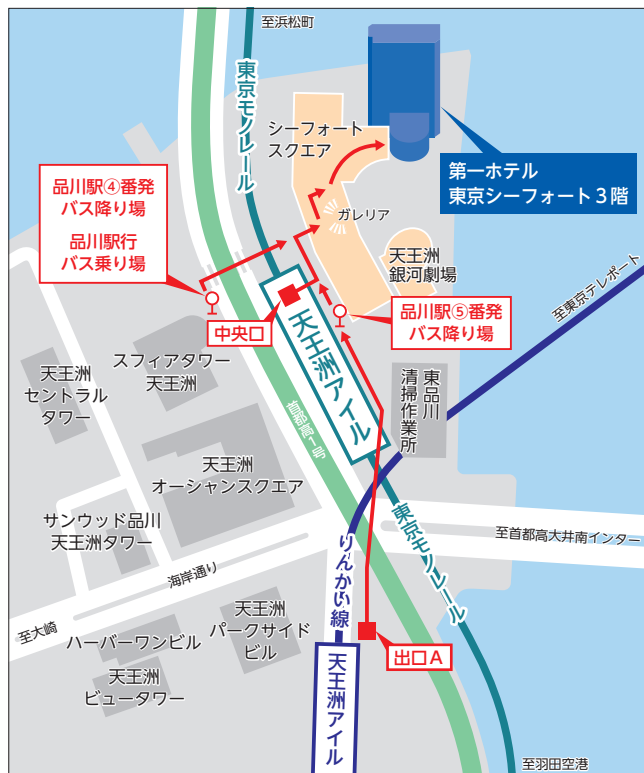 至浜松町
東京モノレール
シーフォート
スクエア
第一ホテル
東京シーフォート3階
品川駅④番発
バス降り場
品川駅行
バス乗り場
ガレリア
天王洲
銀河劇場
至東京テレポート
品川駅⑤番発
バス降り場
中央口
天王洲アイル
スフィアタワー
天王洲
天王洲
セントラル
タワー
首都高1号
東品川
清掃作業所
天王洲
オーシャンスクエア
サンウッド品川
天王洲タワー
東京モノレール
至首都高大井南インター
海岸通り
りんかい線
至大崎
天王洲
パークサイド
ビル
ハーバーワンビル
出口A
天王洲
ビュータワー
天王洲アイル
至羽田空港